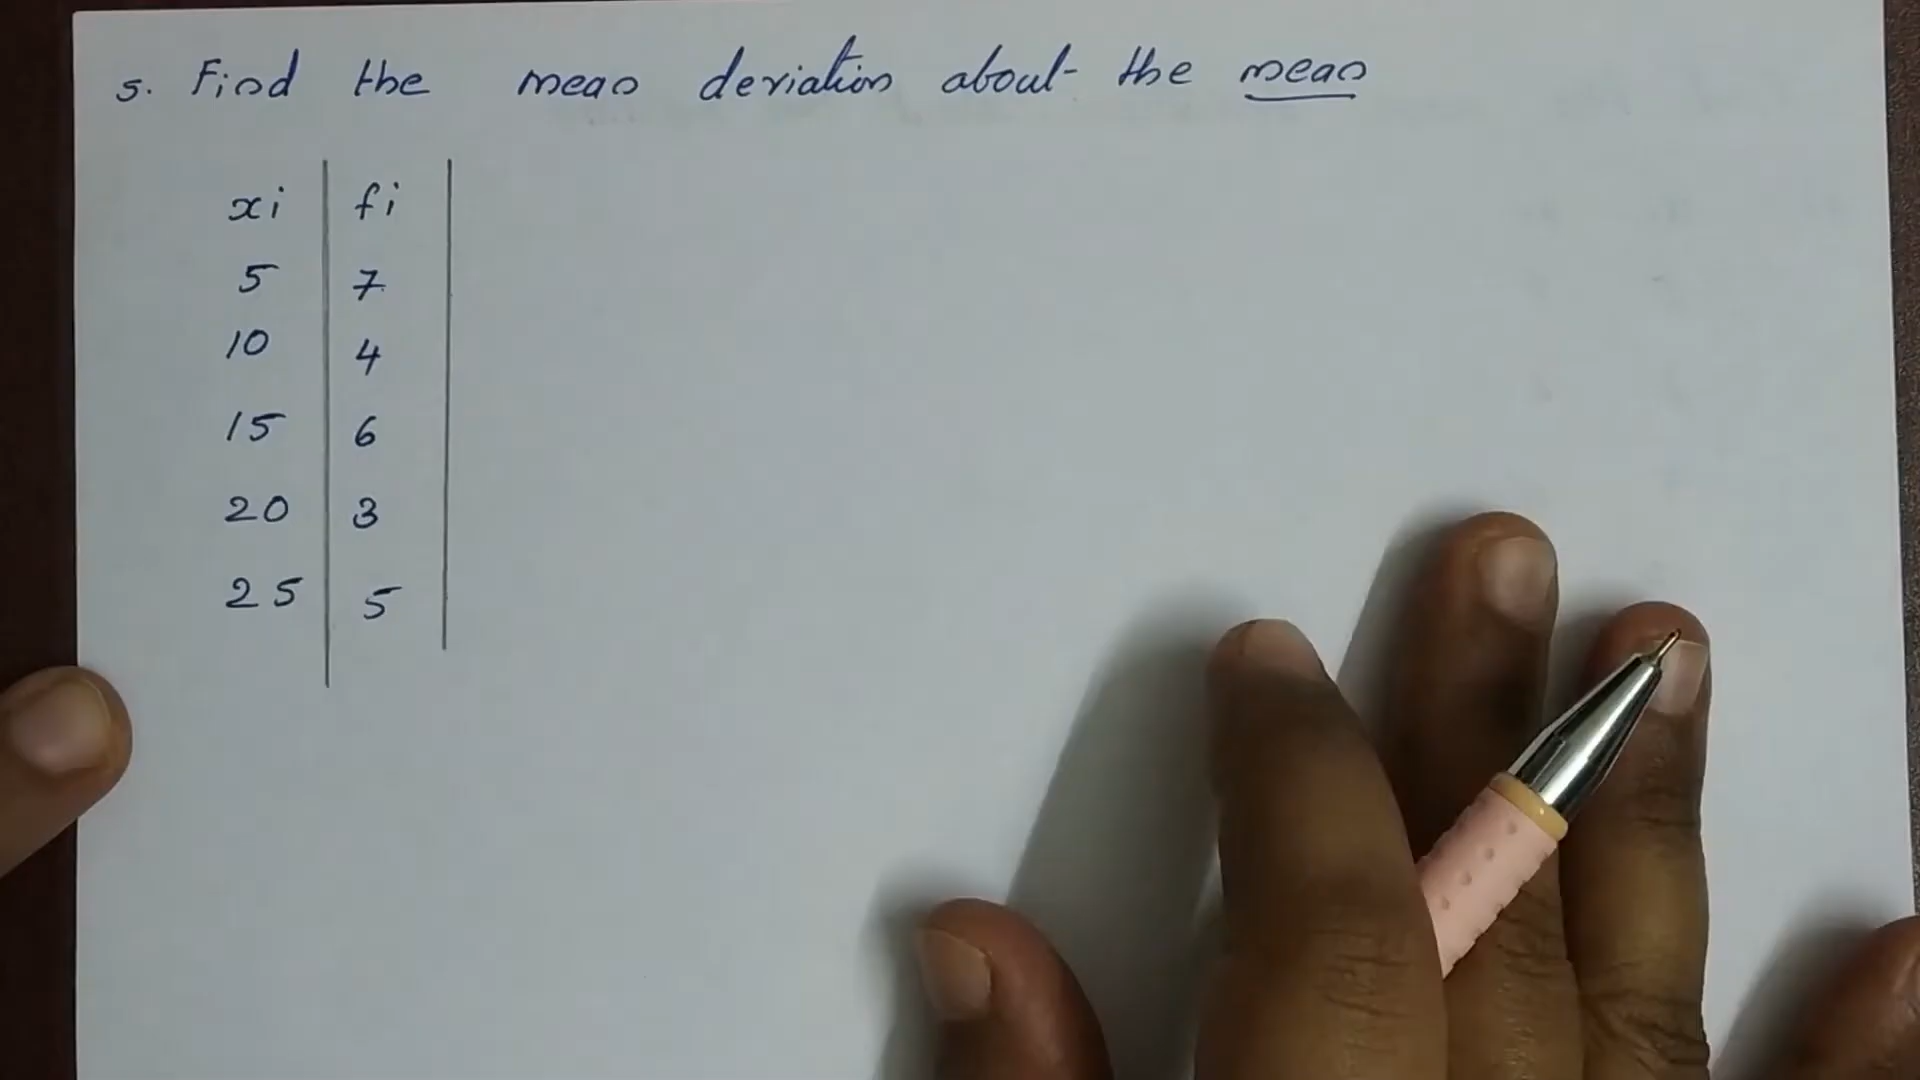 5. Find the mean deviation about the mean
xi fi
5 7
10 4
15 6
20 3
25 5